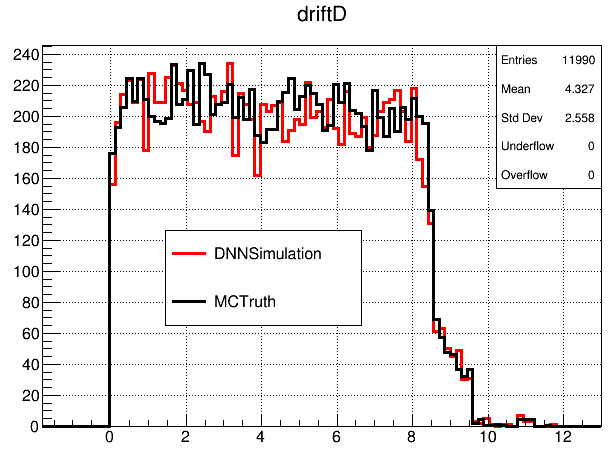 driftD
Entries 11990
Mean 4.327
Std Dev 2.558
Underflow 0
Overflow 0
240
220
200
180
160
140
120
100
80
60
40
20
0
DNNSimulation
MCTruth
0 2 4 6 8 10 12